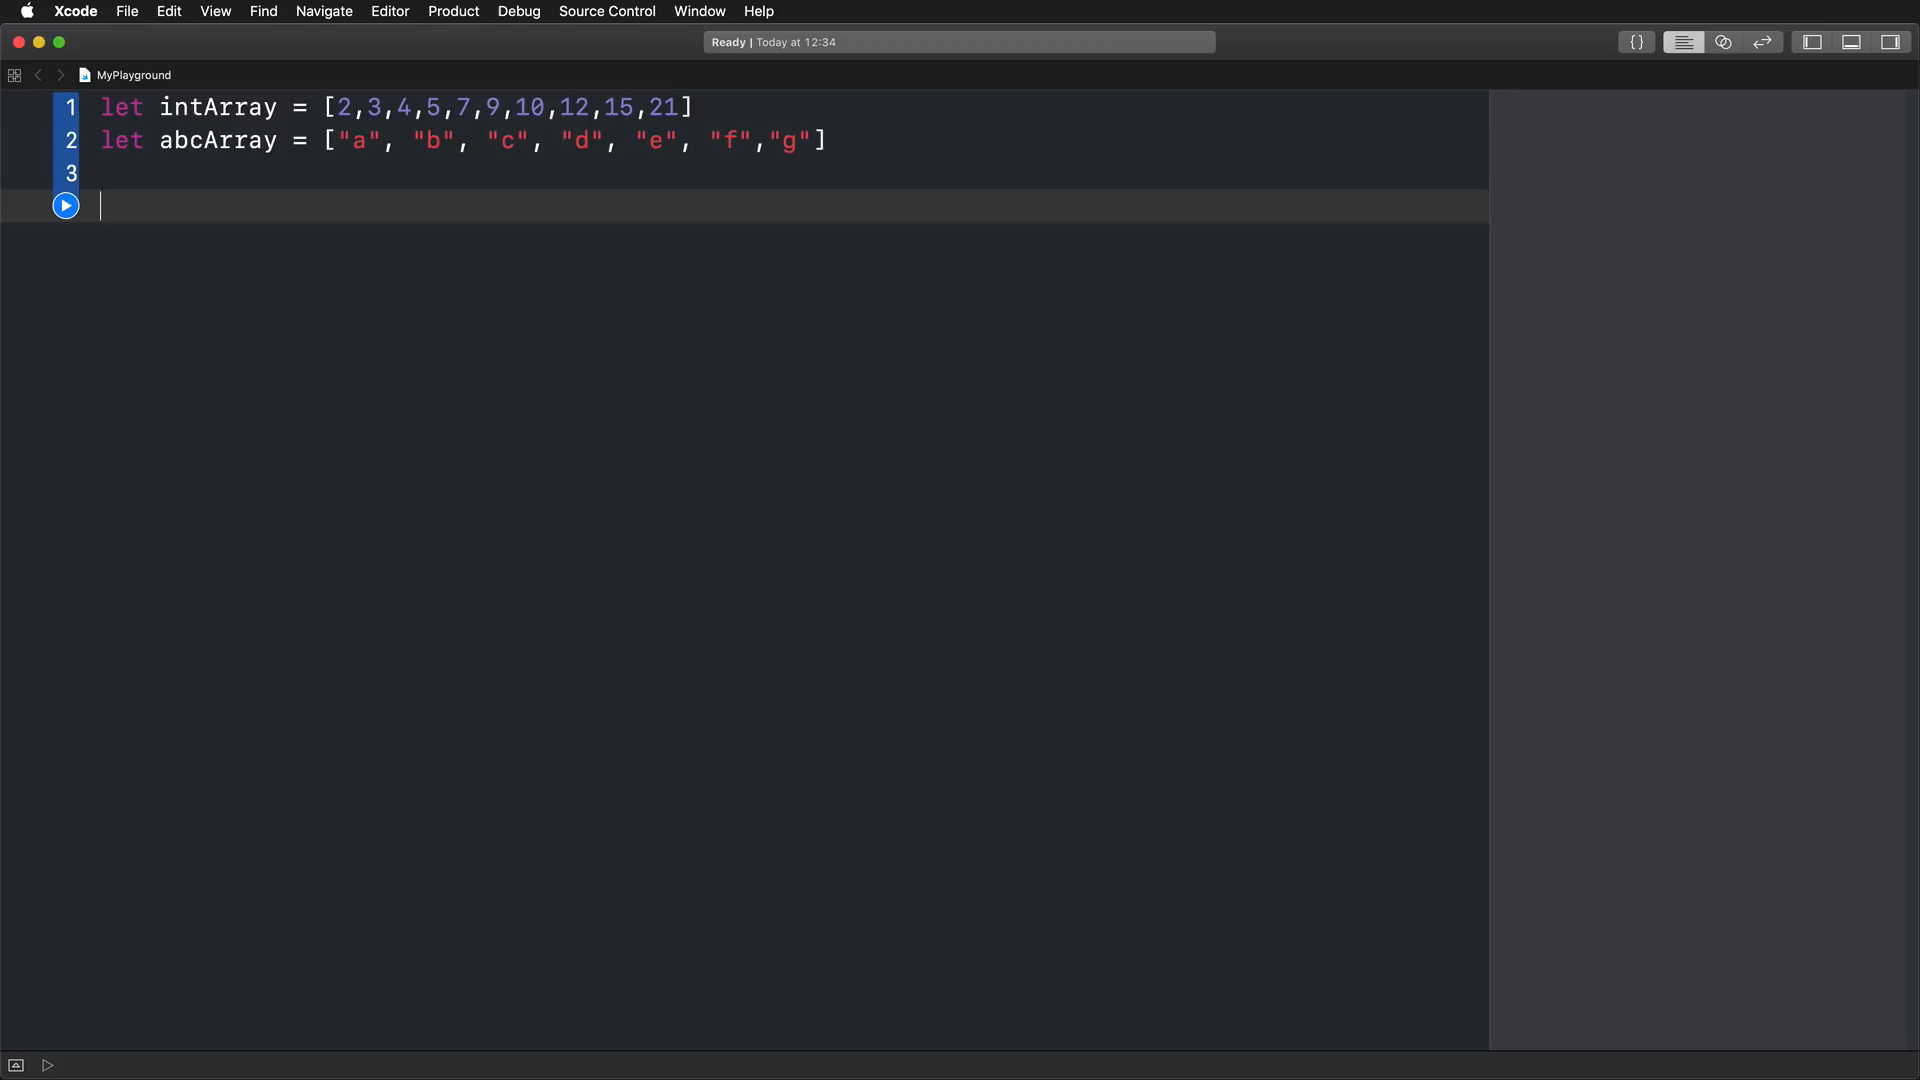 Xcode File Edit View Find Navigate Editor Product Debug Source Control Window Help
Ready | Today at 12:34
{}
MyPlayground
1 let intArray = [2,3,4,5,7,9,10,12,15,21]
2 let abcArray = ["a", "b", "c", "d", "e", "f","g"]
3